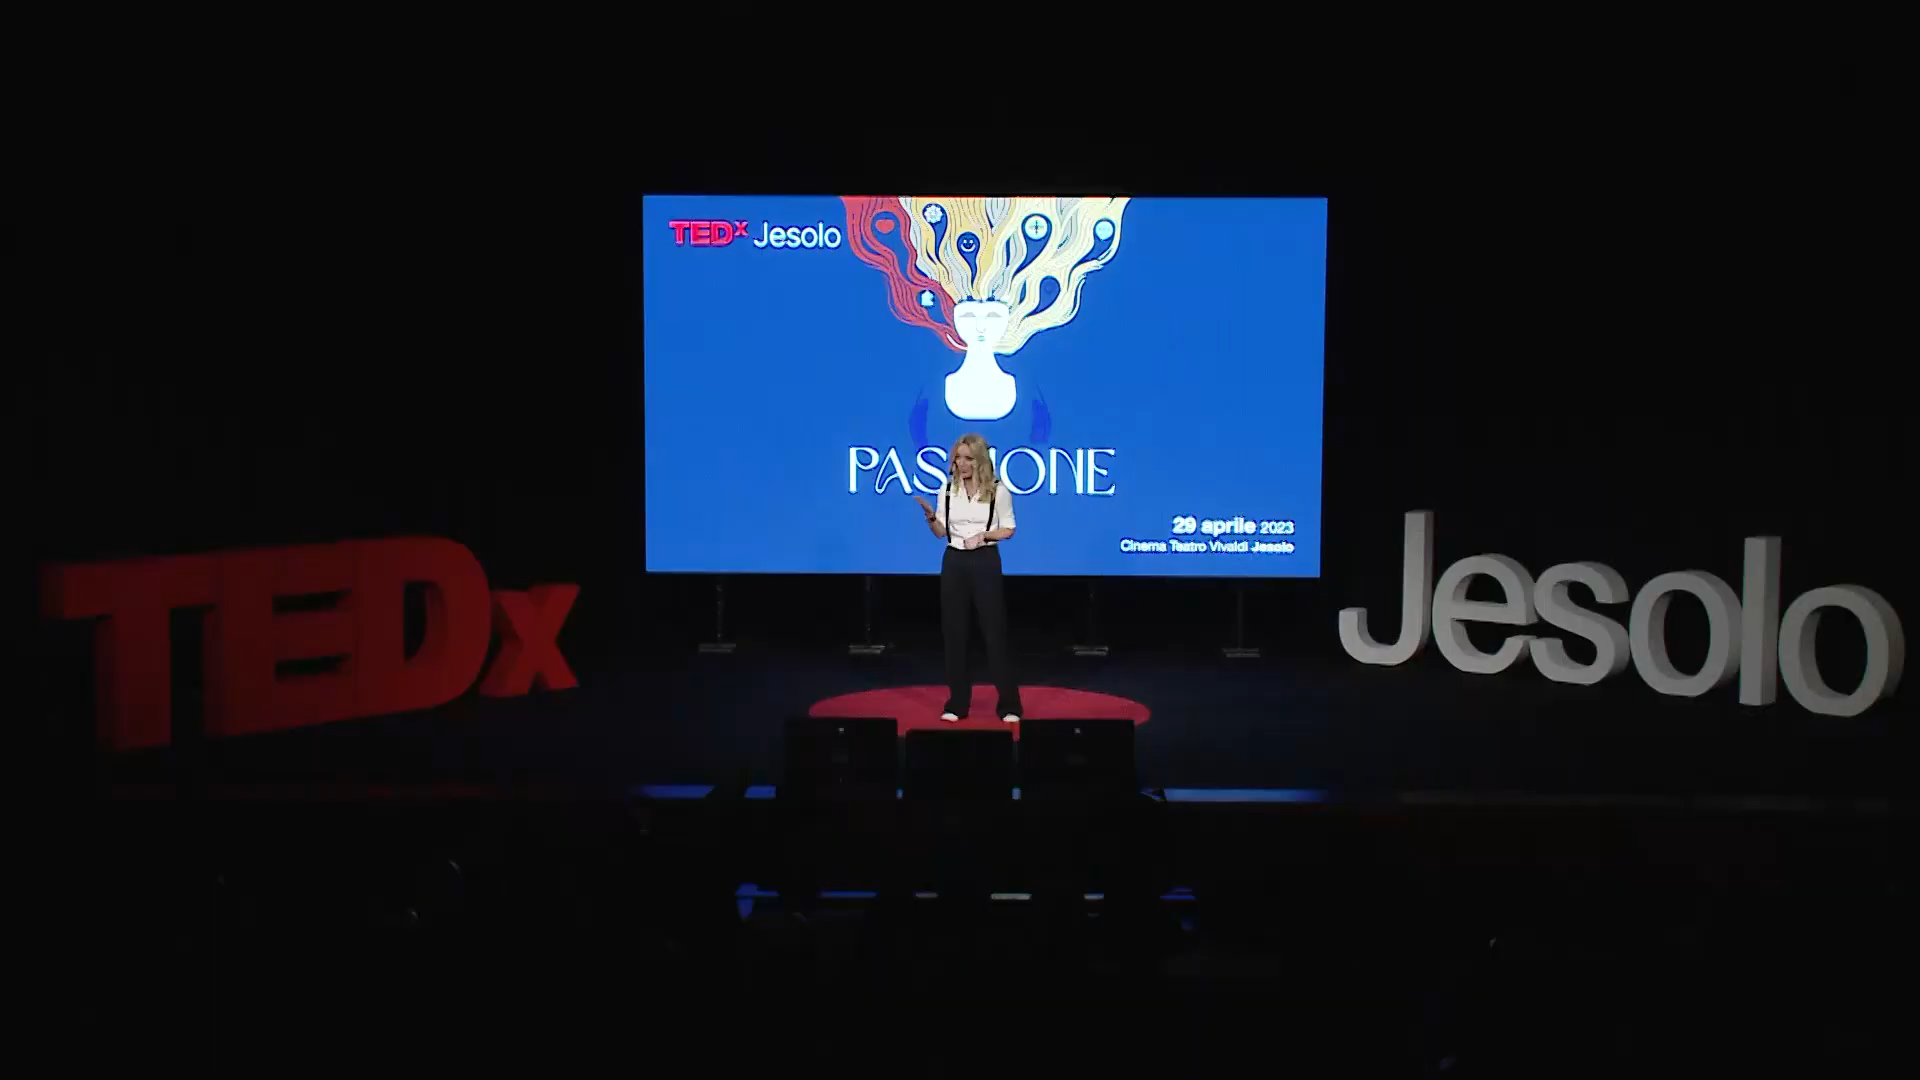 TEDx Jesolo
PASSIONE
29 aprile 2023
Cinema Teatro Vivaldi Jesolo
TEDx
Jesolo